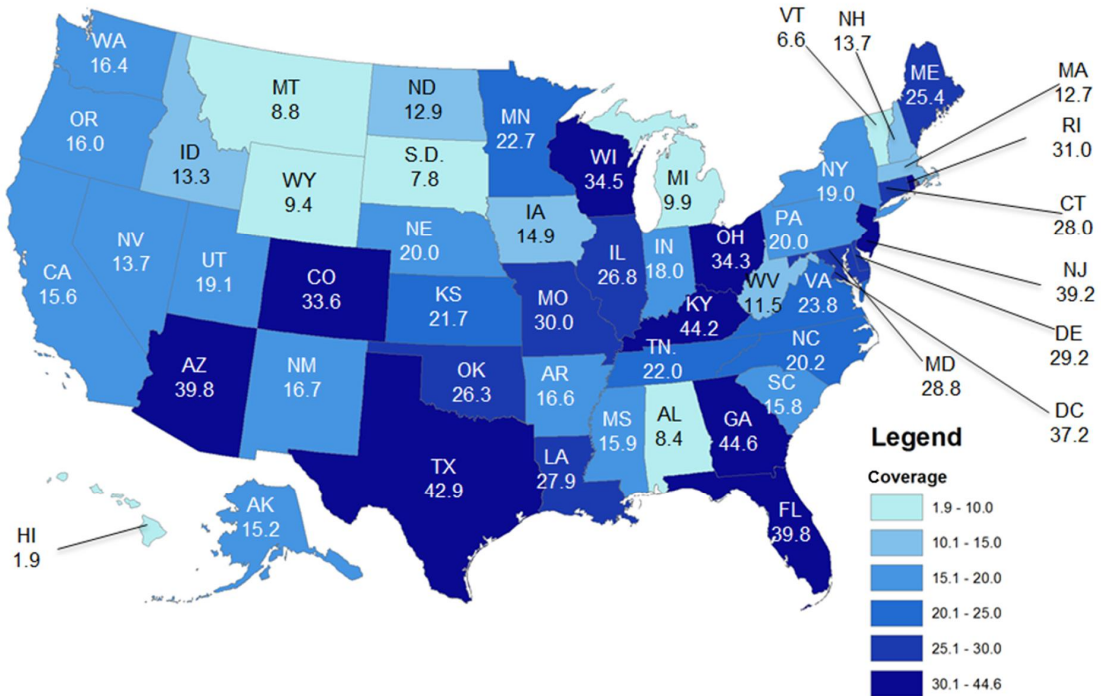 WA
16.4
OR
16.0
CA
15.6
NV
13.7
ID
13.3
MT
8.8
WY
9.4
UT
19.1
CO
33.6
AZ
39.8
NM
16.7
ND
12.9
S.D.
7.8
NE
20.0
KS
21.7
OK
26.3
TX
42.9
MN
22.7
IA
14.9
MO
30.0
AR
16.6
LA
27.9
WI
34.5
IL
26.8
MI
9.9
IN
18.0
OH
34.3
KY
44.2
TN.
22.0
MS
15.9
AL
8.4
GA
44.6
FL
39.8
SC
15.8
NC
20.2
VA
23.8
WV
11.5
PA
20.0
NY
19.0
VT
6.6
NH
13.7
ME
25.4
MA
12.7
RI
31.0
CT
28.0
NJ
39.2
DE
29.2
MD
28.8
DC
37.2
AK
15.2
HI
1.9
Legend
Coverage
1.9 - 10.0
10.1 - 15.0
15.1 - 20.0
20.1 - 25.0
25.1 - 30.0
30.1 - 44.6